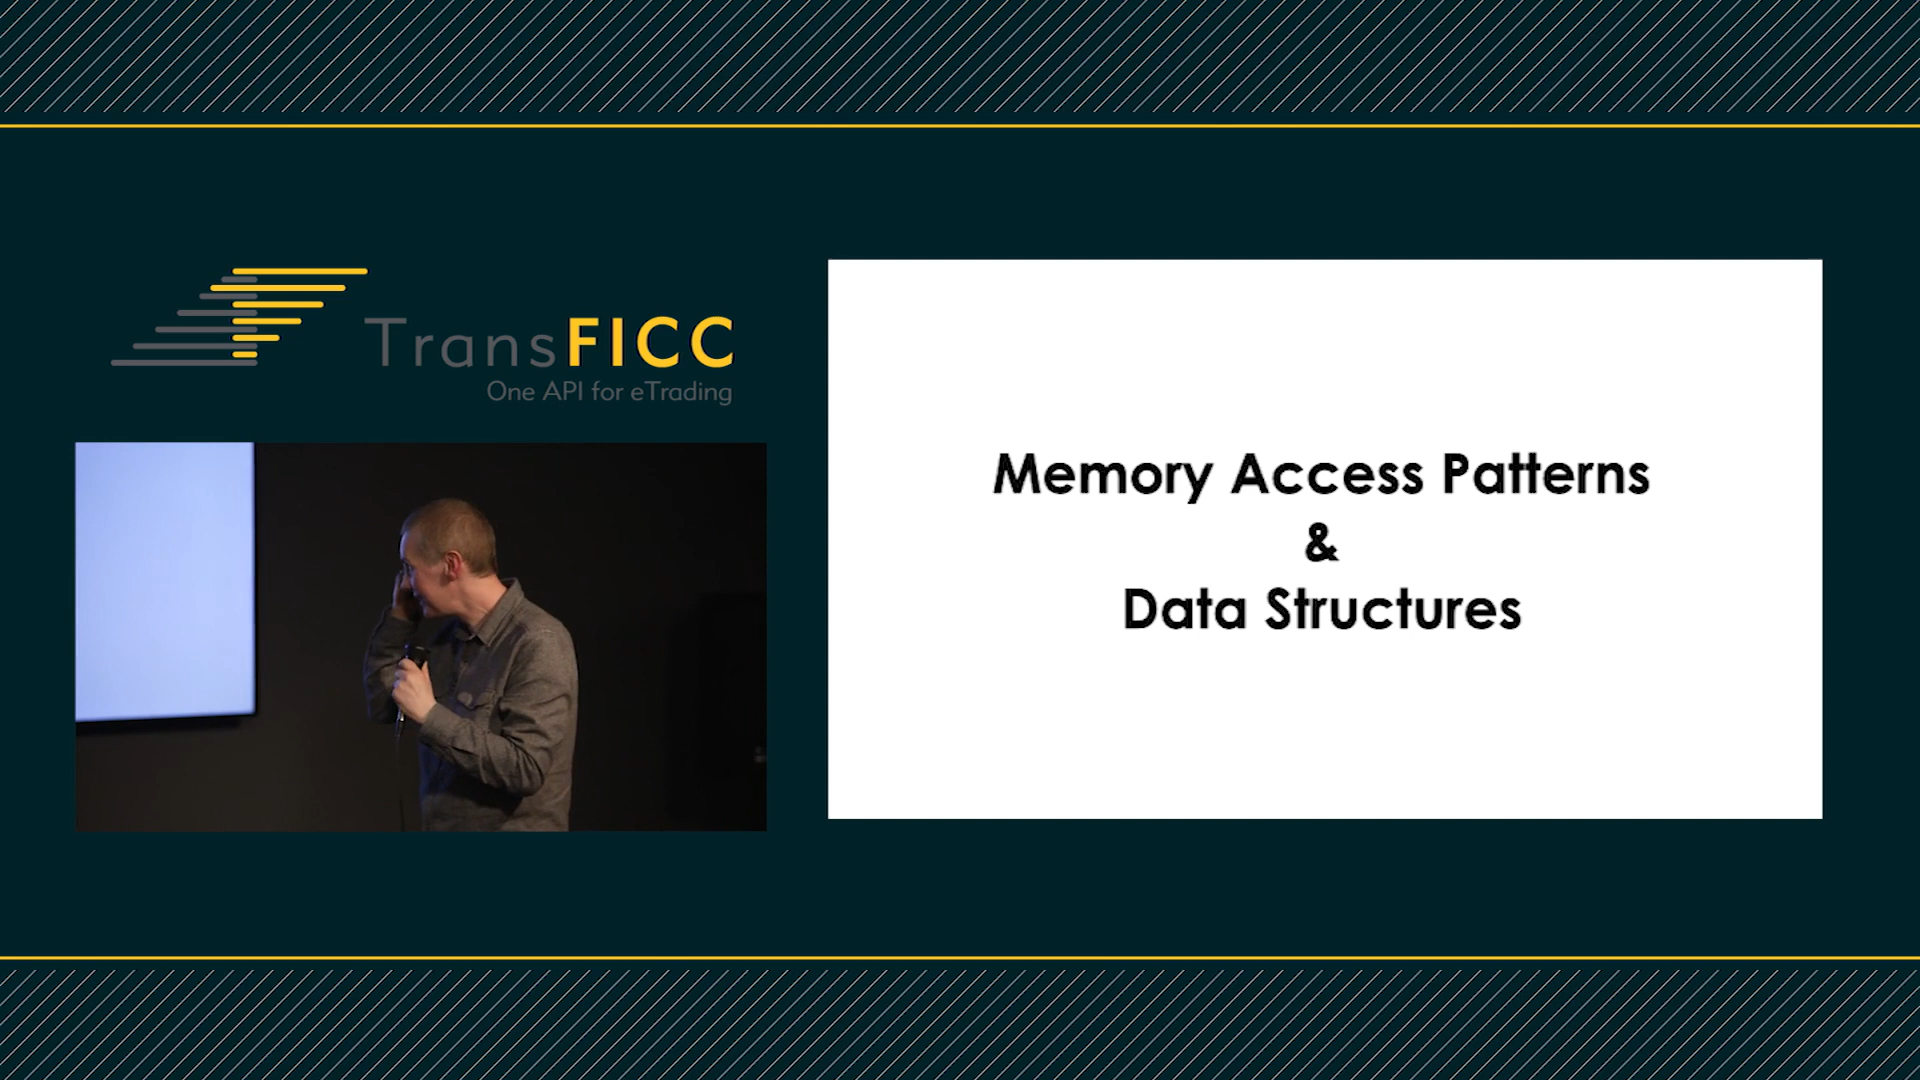 TransFICC
One API for eTrading
Memory Access Patterns
&
Data Structures